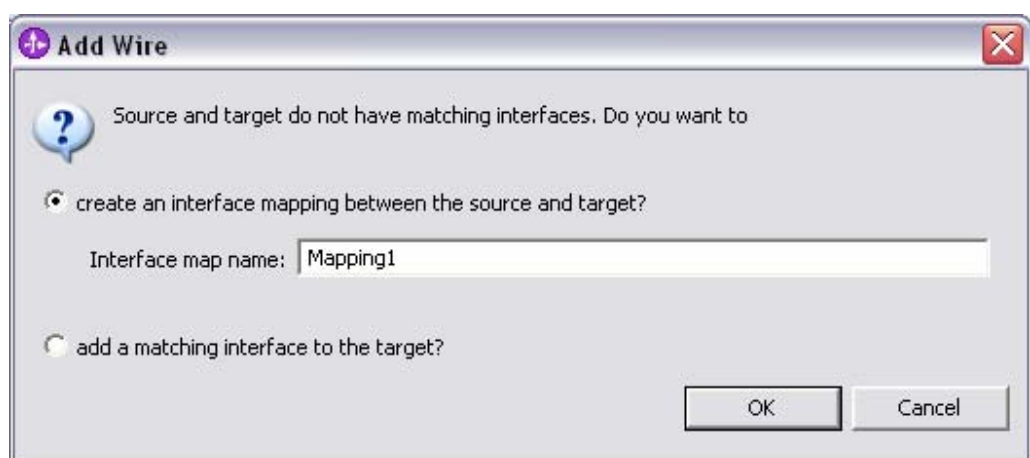 Add Wire
Source and target do not have matching interfaces. Do you want to
create an interface mapping between the source and target?
Interface map name: Mapping1
add a matching interface to the target?
OK Cancel